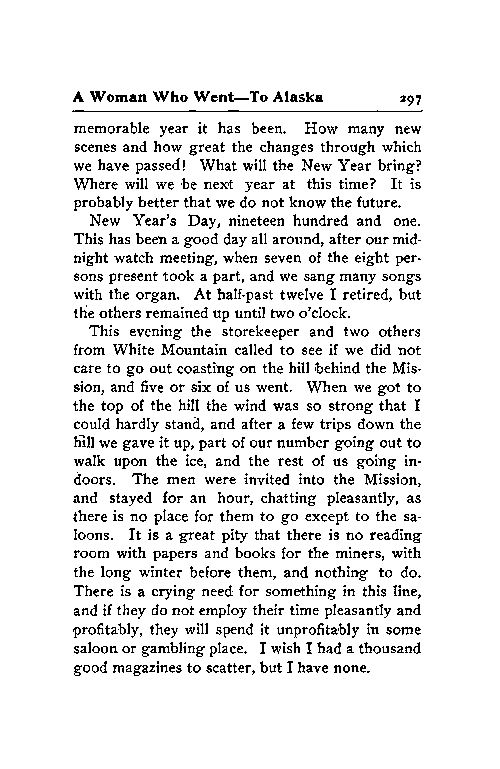 A Woman Who Went—To Alaska 297
memorable year it has been. How many new
scenes and how great the changes through which
we have passed! What will the New Year bring?
Where will we be next year at this time? It is
probably better that we do not know the future.
New Year's Day, nineteen hundred and one.
This has been a good day all around, after our mid-
night watch meeting, when seven of the eight per-
sons present took a part, and we sang many songs
with the organ. At half-past twelve I retired, but
the others remained up until two o'clock.
This evening the storekeeper and two others
from White Mountain called to see if we did not
care to go out coasting on the hill behind the Mis-
sion, and five or six of us went. When we got to
the top of the hill the wind was so strong that I
could hardly stand, and after a few trips down the
hill we gave it up, part of our number going out to
walk upon the ice, and the rest of us going in-
doors. The men were invited into the Mission,
and stayed for an hour, chatting pleasantly, as
there is no place for them to go except to the sa-
loons. It is a great pity that there is no reading
room with papers and books for the miners, with
the long winter before them, and nothing to do.
There is a crying need for something in this line,
and if they do not employ their time pleasantly and
profitably, they will spend it unprofitably in some
saloon or gambling place. I wish I had a thousand
good magazines to scatter, but I have none.